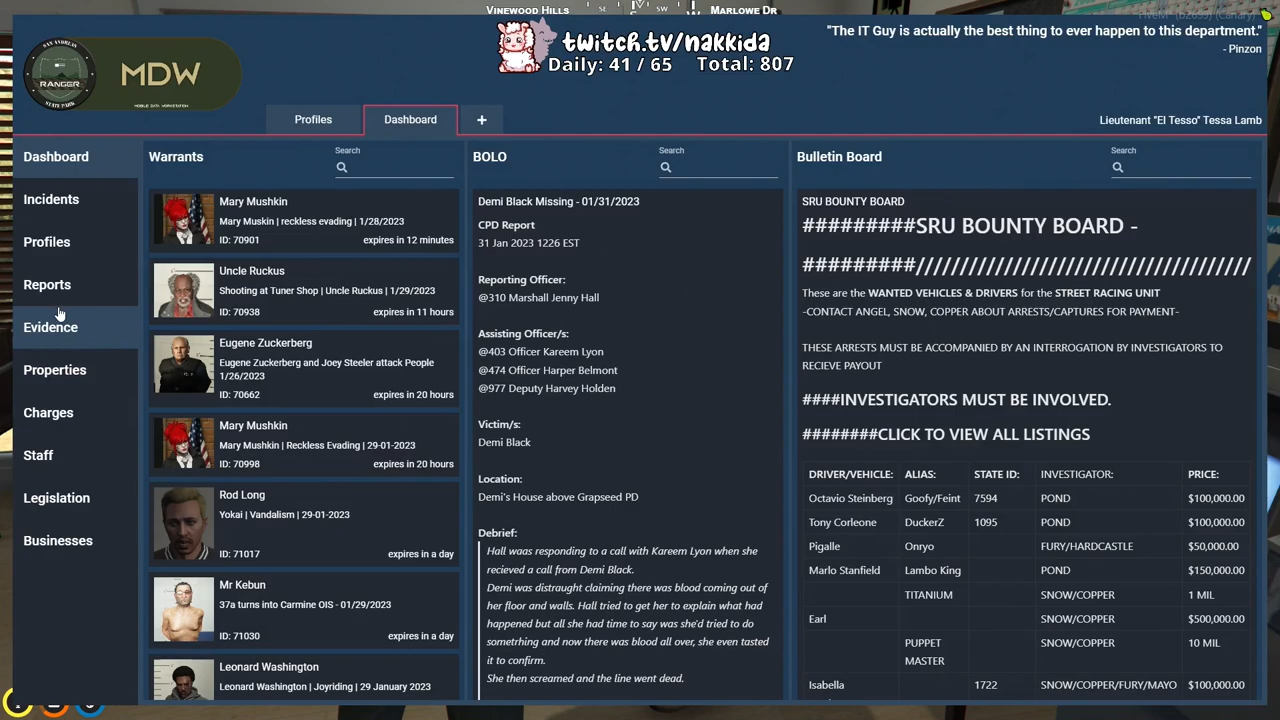 VINEWOOD HILLS
SE
S
SW
W
MARLOWE DR
SAN ANDREAS
RANGER
STATE PARK
MDW
MOBILE DATA WORKSTATION
twitch.tv/nakkida
Daily: 41 / 65 Total: 807
"The IT Guy is actually the best thing to ever happen to this department."
- Pinzon
Profiles
Dashboard
+
Lieutenant "El Tesso" Tessa Lamb
Dashboard
Incidents
Profiles
Reports
Evidence
Properties
Charges
Staff
Legislation
Businesses
Warrants
Search
Mary Mushkin
Mary Muskin | reckless evading | 1/28/2023
ID: 70901
expires in 12 minutes
Uncle Ruckus
Shooting at Tuner Shop | Uncle Ruckus | 1/29/2023
ID: 70938
expires in 11 hours
Eugene Zuckerberg
Eugene Zuckerberg and Joey Steeler attack People
1/26/2023
ID: 70662
expires in 20 hours
Mary Mushkin
Mary Mushkin | Reckless Evading | 29-01-2023
ID: 70998
expires in 20 hours
Rod Long
Yokai | Vandalism | 29-01-2023
ID: 71017
expires in a day
Mr Kebun
37a turns into Carmine OIS - 01/29/2023
ID: 71030
expires in a day
Leonard Washington
Leonard Washington | Joyriding | 29 January 2023
BOLO
Search
Demi Black Missing - 01/31/2023
CPD Report
31 Jan 2023 1226 EST
Reporting Officer:
@310 Marshall Jenny Hall
Assisting Officer/s:
@403 Officer Kareem Lyon
@474 Officer Harper Belmont
@977 Deputy Harvey Holden
Victim/s:
Demi Black
Location:
Demi's House above Grapseed PD
Debrief:
Hall waas responding to a call with Kareem Lyon when she
recieved a call from Demi Black.
Demi was distraught claiming there was blood coming out of
her floor and walls. Hall tried to get her to explain what had
happened but all she had time to say was she'd tried to do
sometrhing and now there was blood all over, she even tasted
it to confirm.
She then screamed and the line went dead.
Bulletin Board
Search
SRU BOUNTY BOARD
#########SRU BOUNTY BOARD -
#########///////////////////////////////////
These are the WANTED VEHICLES & DRIVERS for the STREET RACING UNIT
-CONTACT ANGEL, SNOW, COPPER ABOUT ARRESTS/CAPTURES FOR PAYMENT-
THESE ARRESTS MUST BE ACCOMPANIED BY AN INTERROGATION BY INVESTIGATORS TO
RECIEVE PAYOUT
####INVESTIGATORS MUST BE INVOLVED.
########CLICK TO VIEW ALL LISTINGS
DRIVER/VEHICLE: ALIAS: STATE ID: INVESTIGATOR: PRICE:
Octavio Steinberg Goofy/Feint 7594 POND $100,000.00
Tony Corleone DuckerZ 1095 POND $100,000.00
Pigalle Onryo FURY/HARDCASTLE $50,000.00
Marlo Stanfield Lambo King POND $150,000.00
TITANIUM SNOW/COPPER 1 MIL
Earl SNOW/COPPER $500,000.00
PUPPET SNOW/COPPER 10 MIL
MASTER
Isabella 1722 SNOW/COPPER/FURY/MAYO $100,000.00